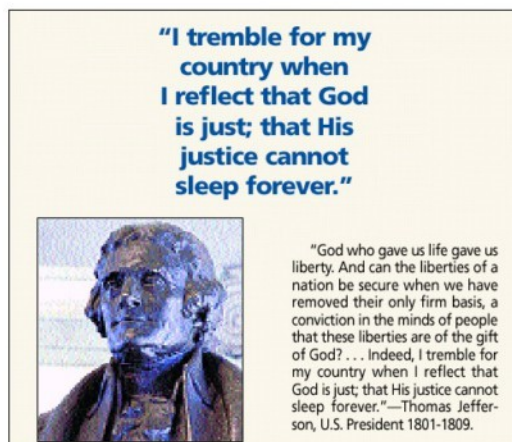 “I tremble for my
country when
I reflect that God
is just; that His
justice cannot
sleep forever.”
“God who gave us life gave us
liberty. And can the liberties of a
nation be secure when we have
removed their only firm basis, a
conviction in the minds of people
that these liberties are of the gift
of God? . . . Indeed, I tremble for
my country when I reflect that
God is just; that His justice cannot
sleep forever.”—Thomas Jeffer-
son, U.S. President 1801-1809.